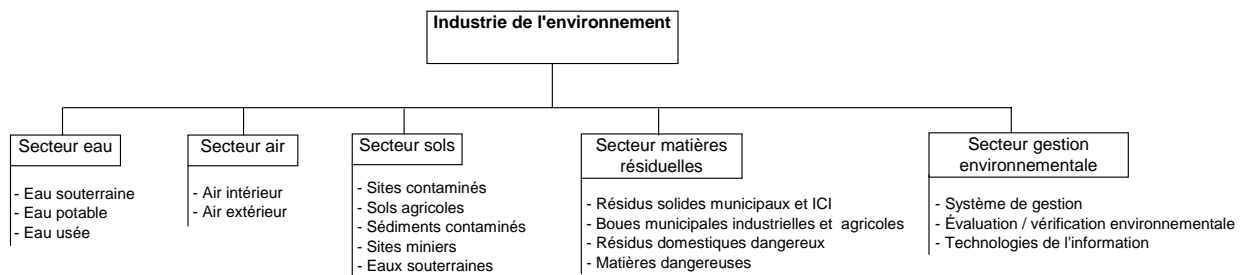 Industrie de l'environnement
Secteur eau
- Eau souterraine
- Eau potable
- Eau usée
Secteur air
- Air intérieur
- Air extérieur
Secteur sols
- Sites contaminés
- Sols agricoles
- Sédiments contaminés
- Sites miniers
- Eaux souterraines
Secteur matières
résiduelles
- Résidus solides municipaux et ICI
- Boues municipales industrielles et agricoles
- Résidus domestiques dangereux
- Matières dangereuses
Secteur gestion
environnementale
- Système de gestion
- Évaluation / vérification environnementale
- Technologies de l'information